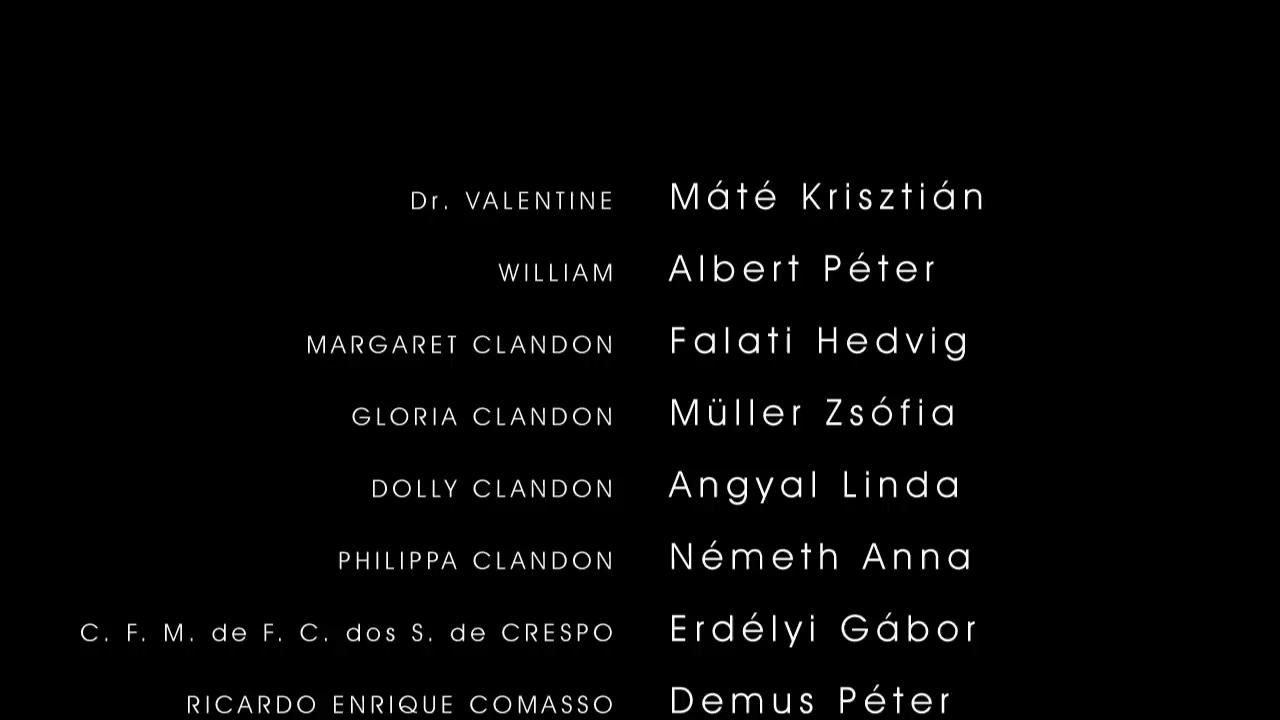 Dr. VALENTINE Máté Krisztián
WILLIAM Albert Péter
MARGARET CLANDON Falati Hedvig
GLORIA CLANDON Müller Zsófia
DOLLY CLANDON Angyal Linda
PHILIPPA CLANDON Németh Anna
C. F. M. de F. C. dos S. de CRESPO Erdélyi Gábor
RICARDO ENRIQUE COMASSO Demus Péter